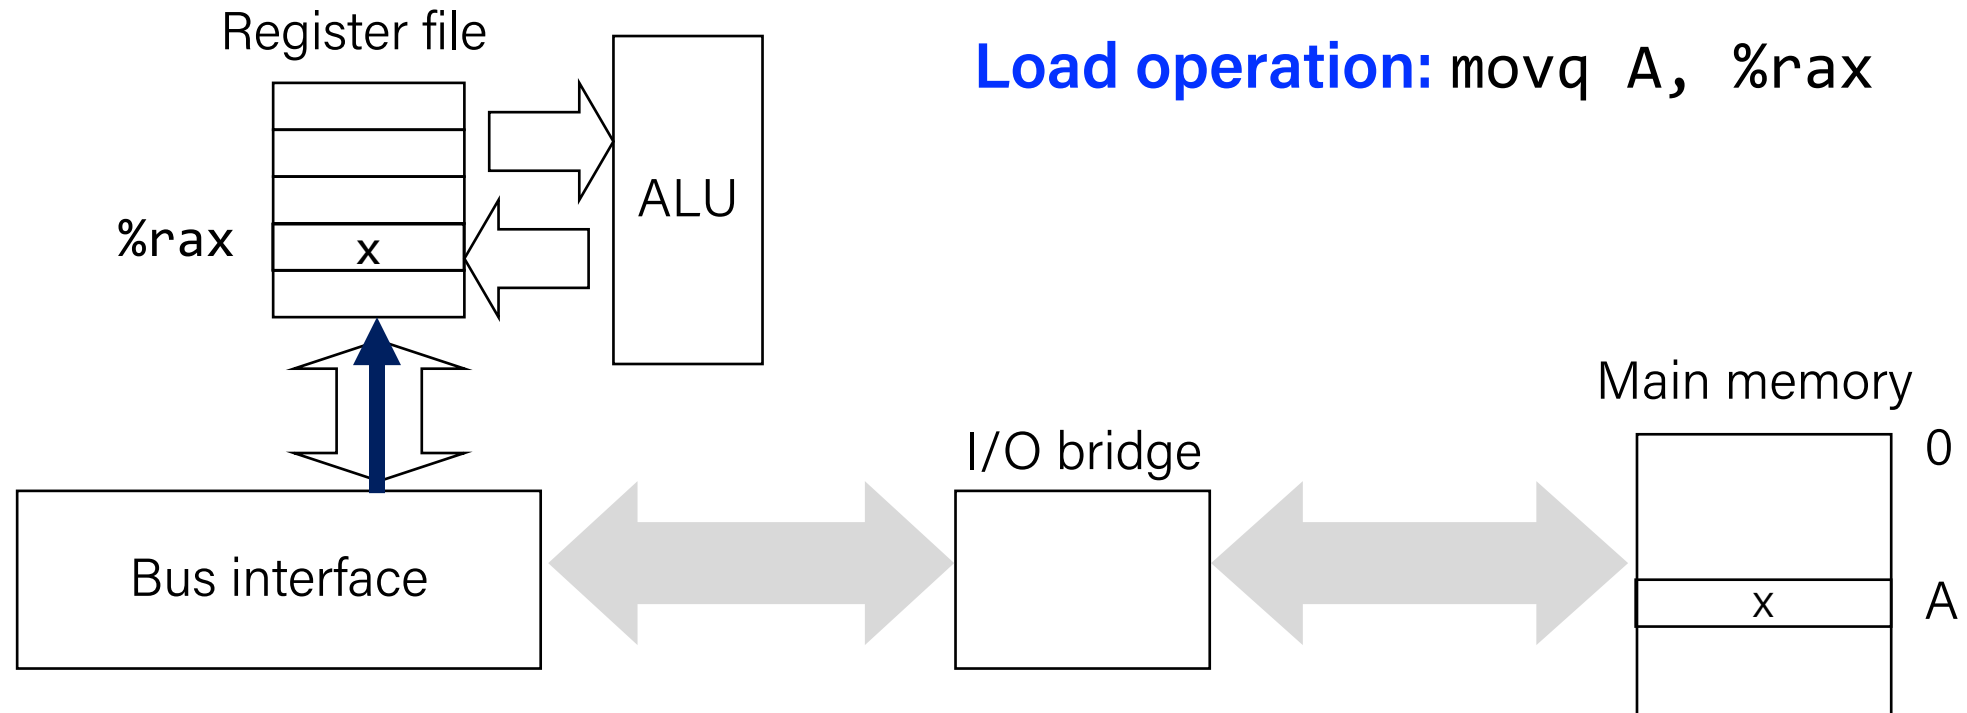 Register file
Load operation: movq A, %rax
ALU
%rax
x
Main memory
I/O bridge
0
Bus interface
x
A